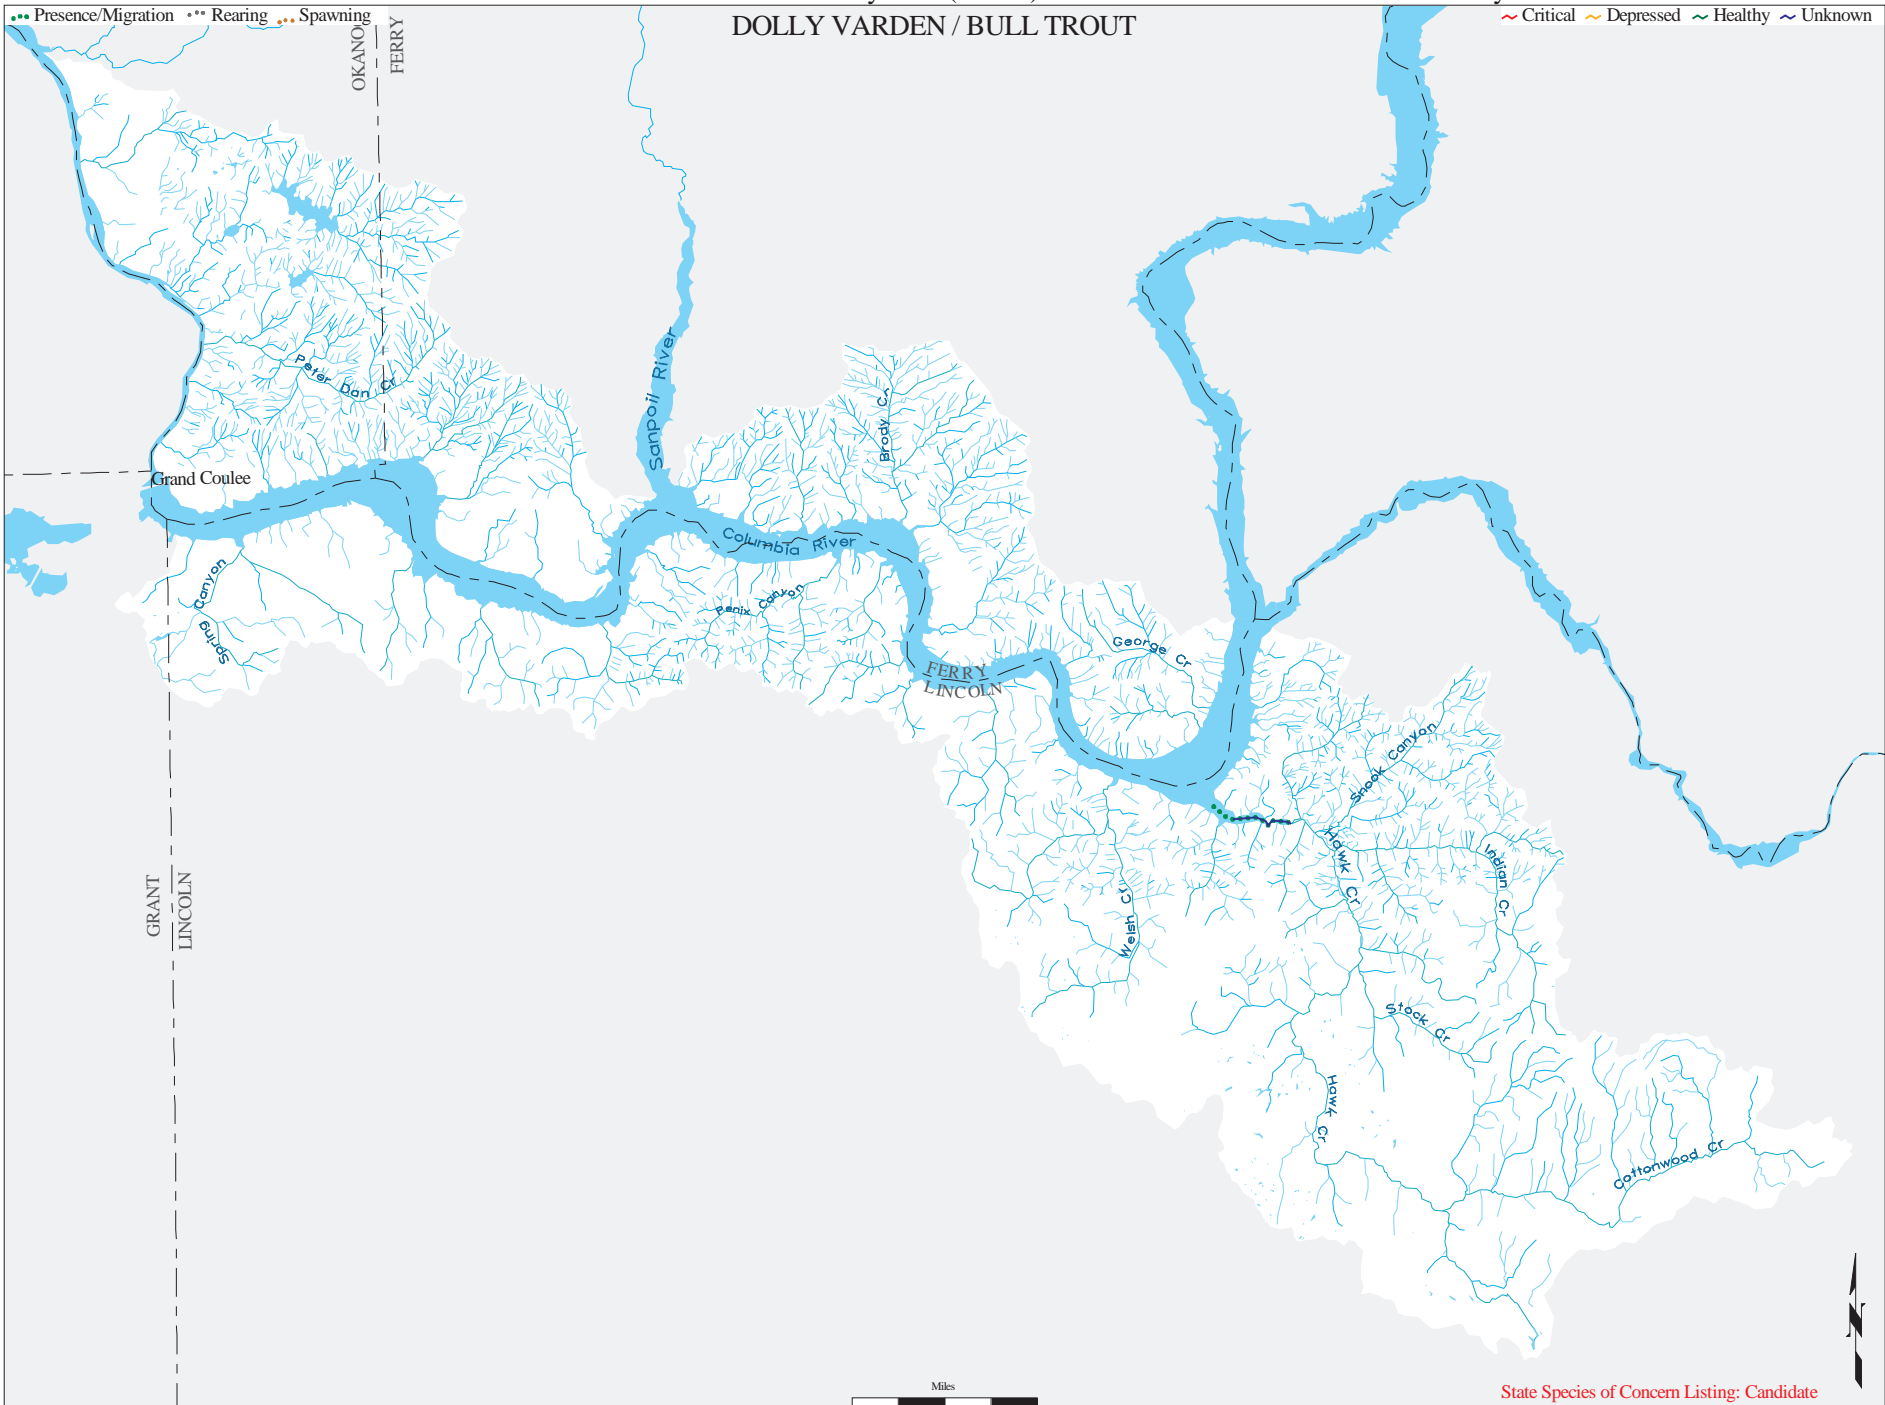 Presence/Migration Rearing Spawning
DOLLY VARDEN / BULL TROUT
Critical Depressed Healthy Unknown
FERRY
Peter Dan Cr
Sanpoil River
Brody Cr
Grand Coulee
Columbia River
Spring Canyon
Penix Canyon
George Cr
FERRY
LINCOLN
Snook Canyon
Hawk Cr
Indian Cr
Welsh Cr
GRANT
LINCOLN
Stock Cr
Hawk Cr
Cottonwood Cr
N
Miles
State Species of Concern Listing: Candidate